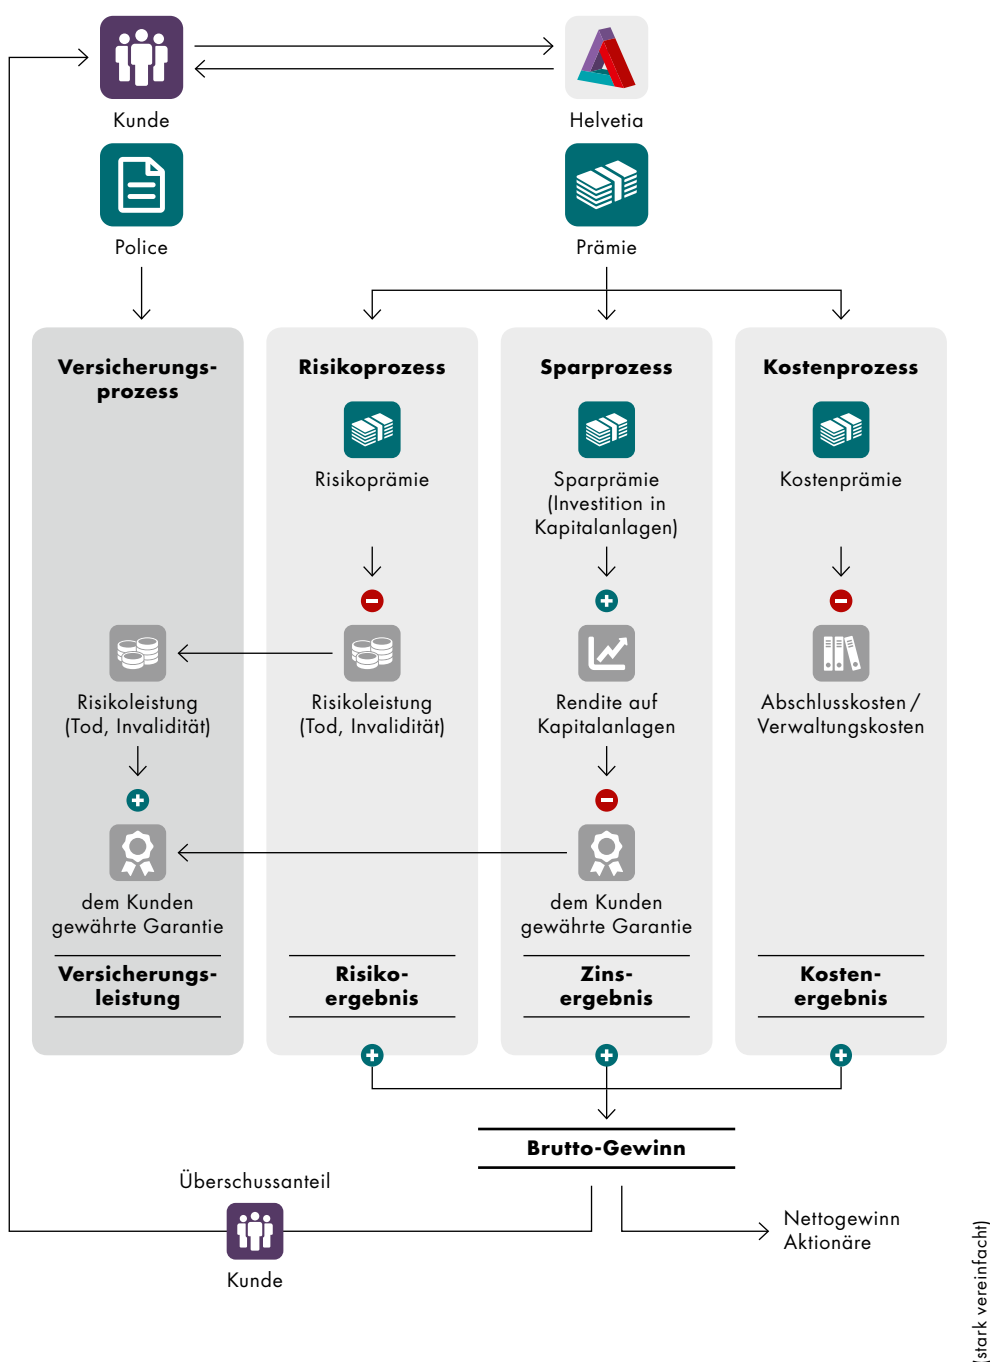 Kunde
Helvetia
Police
Prämie
Versicherungs-
prozess
Risikoleistung
(Tod, Invalidität)
dem Kunden
gewährte Garantie
Versicherungs-
leistung
Risikoprozess
Risikoprämie
Risikoleistung
(Tod, Invalidität)
Risiko-
ergebnis
Sparprozess
Sparprämie
(Investition in
Kapitalanlagen)
Rendite auf
Kapitalanlagen
dem Kunden
gewährte Garantie
Zins-
ergebnis
Kostenprozess
Kostenprämie
Abschlusskosten /
Verwaltungskosten
Kosten-
ergebnis
Brutto-Gewinn
Überschussanteil
Kunde
Nettogewinn
Aktionäre
(stark vereinfacht)